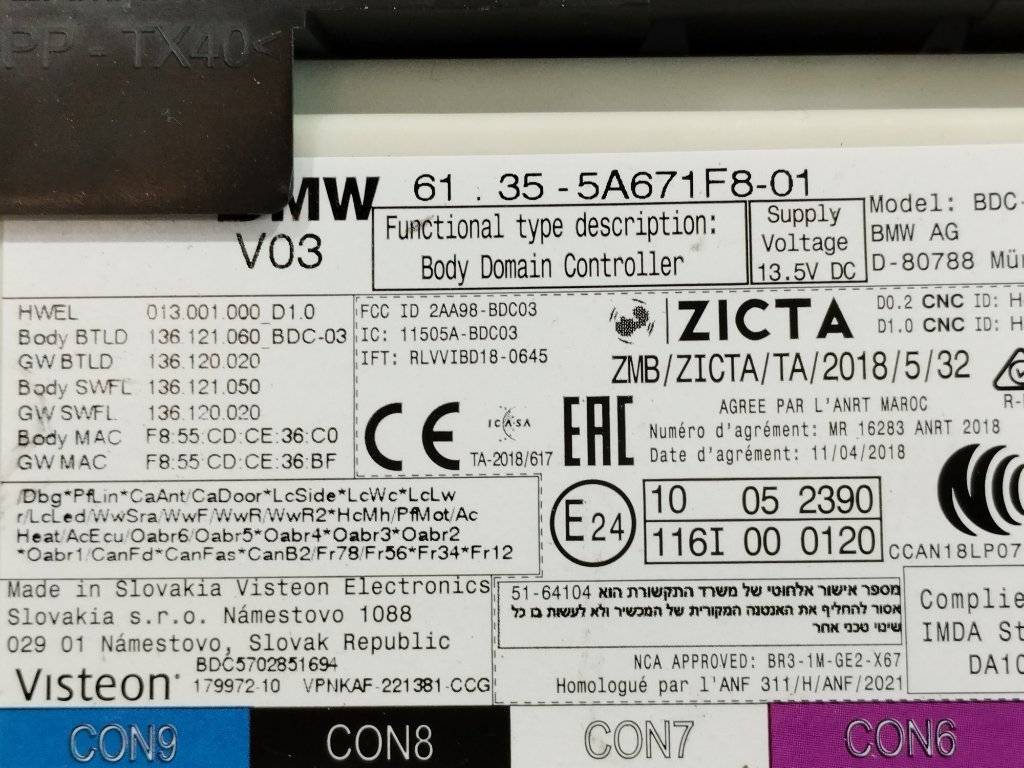 PP - TX40<
BMW 61 . 35 - 5A671F8-01
V03
Functional type description:
Body Domain Controller
Supply
Voltage
13.5V DC
Model: BDC-
BMW AG
D-80788
HWEL 013.001.000_D1.0
Body BTLD 136.121.060_BDC-03
GW BTLD 136.120.020
Body SWFL 136.121.050
GW SWFL 136.120.020
Body MAC F8:55:CD:CE:36:C0
GW MAC F8:55:CD:CE:36:BF
FCC ID 2AA98-BDC03
IC: 11505A-BDC03
IFT: RLVVIBD18-0645
ZICTA
ZMB/ZICTA/TA/2018/5/32
D0.2 CNC ID: H
D1.0 CNC ID: H
CE
ICASA
TA-2018/617
EAC
AGREE PAR L'ANRT MAROC
Numéro d'agrément: MR 16283 ANRT 2018
Date d'agrément: 11/04/2018
/Dbg*PfLin*CaAnt/CaDoor*LcSide*LcWc*LcLw
r/LcLed/WwSra/WwF/WwR/WwR2*HcMh/PfMot/Ac
Heat/AcEcu/Oabr6/Oabr5*Oabr4*Oabr3*Oabr2
*Oabr1/CanFd*CanFas*CanB2/Fr78/Fr56*Fr34*Fr12
E24
10 05 2390
116I 00 0120
CCAN18LP07
Made in Slovakia Visteon Electronics
Slovakia s.r.o. Námestovo 1088
029 01 Námestovo, Slovak Republic
BDC5702851694
Visteon 179972-10 VPNKAF-221381-CCG
מספר אישור אלחוטי של משרד התקשורת הוא 51-64104
אסור להחליף את האנטנה המקורית של המכשיר ולא לעשות בו כל
שינוי טכני אחר
NCA APPROVED: BR3-1M-GE2-X67
Homologué par l'ANF 311/H/ANF/2021
Complie
IMDA St
DA10
CON9
CON8
CON7
CON6